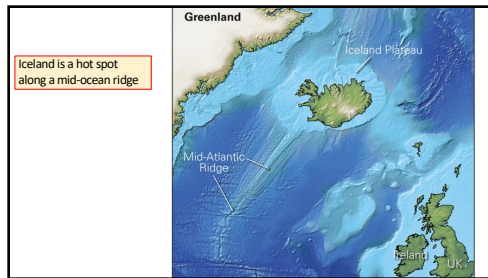 Iceland is a hot spot
along a mid-ocean ridge
Greenland
Iceland Plateau
Mid-Atlantic
Ridge
Ireland
UK